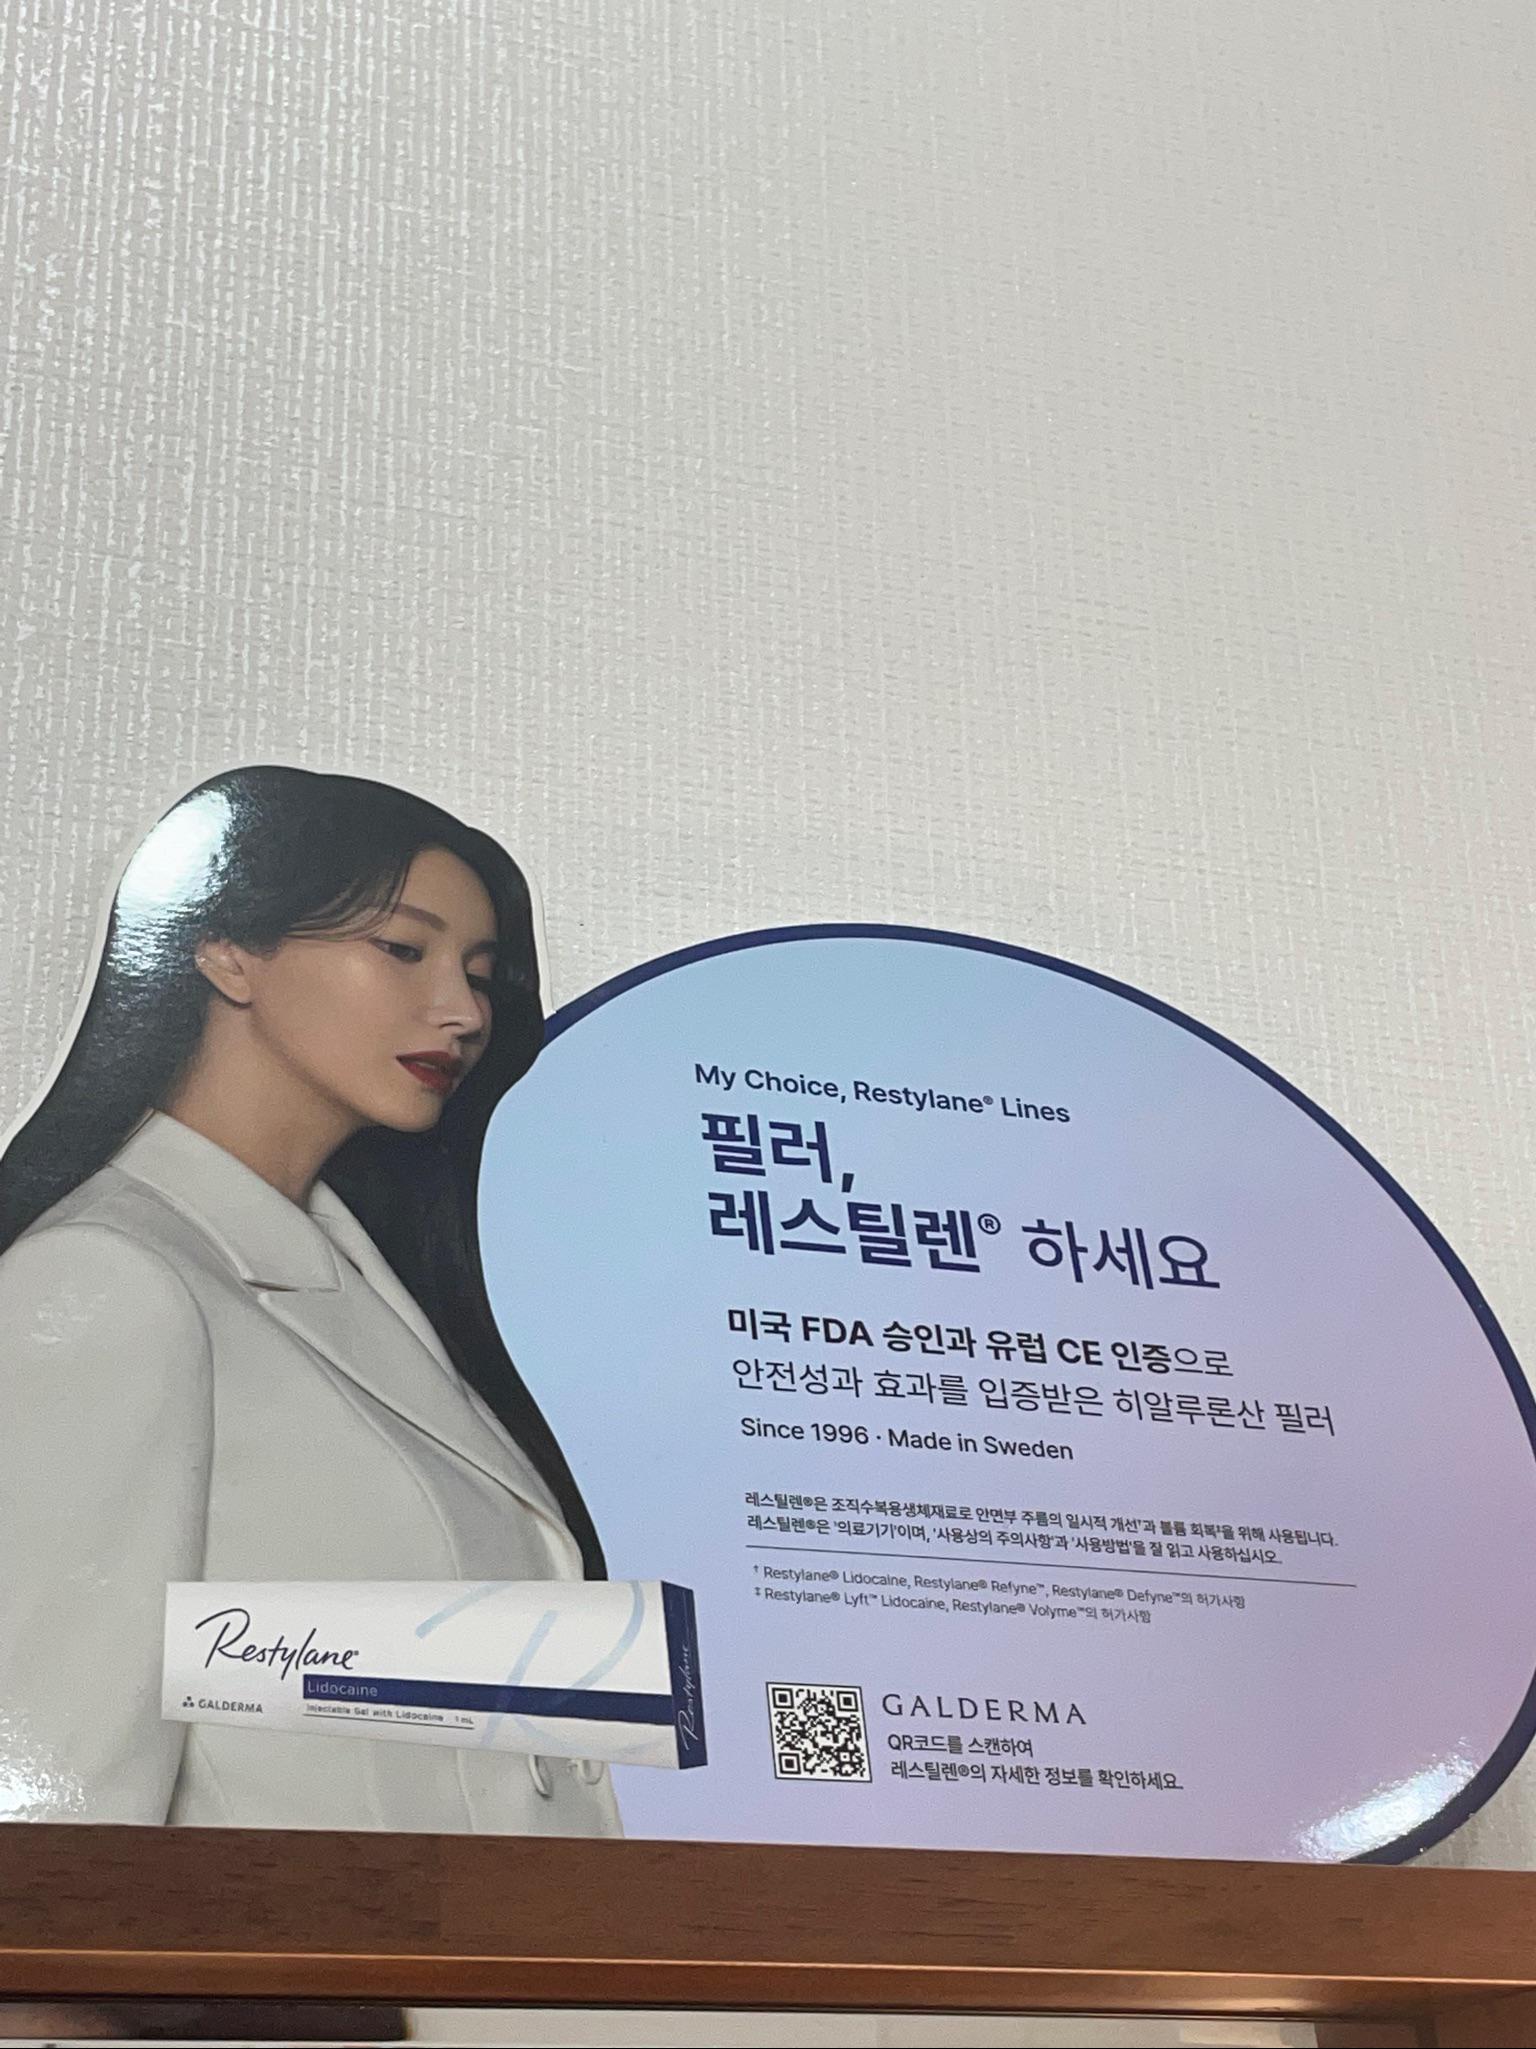 My Choice, Restylane® Lines
필러,
레스틸렌® 하세요
미국 FDA 승인과 유럽 CE 인증으로
안전성과 효과를 입증받은 히알루론산 필러
Since 1996 · Made in Sweden
레스틸렌®은 조직수복용생체재료로 안면부 주름의 일시적 개선†과 볼륨 회복‡을 위해 사용됩니다.
레스틸렌®은 '의료기기'이며, '사용상의 주의사항'과 '사용방법'을 잘 읽고 사용하십시오.
† Restylane® Lidocaine, Restylane® Refyne™, Restylane® Defyne™의 허가사항
‡ Restylane® Lyft™ Lidocaine, Restylane® Volyme™의 허가사항
Restylane®
Lidocaine
Injectable Gel with Lidocaine 1 mL
GALDERMA
Restylane
GALDERMA
QR코드를 스캔하여
레스틸렌®의 자세한 정보를 확인하세요.